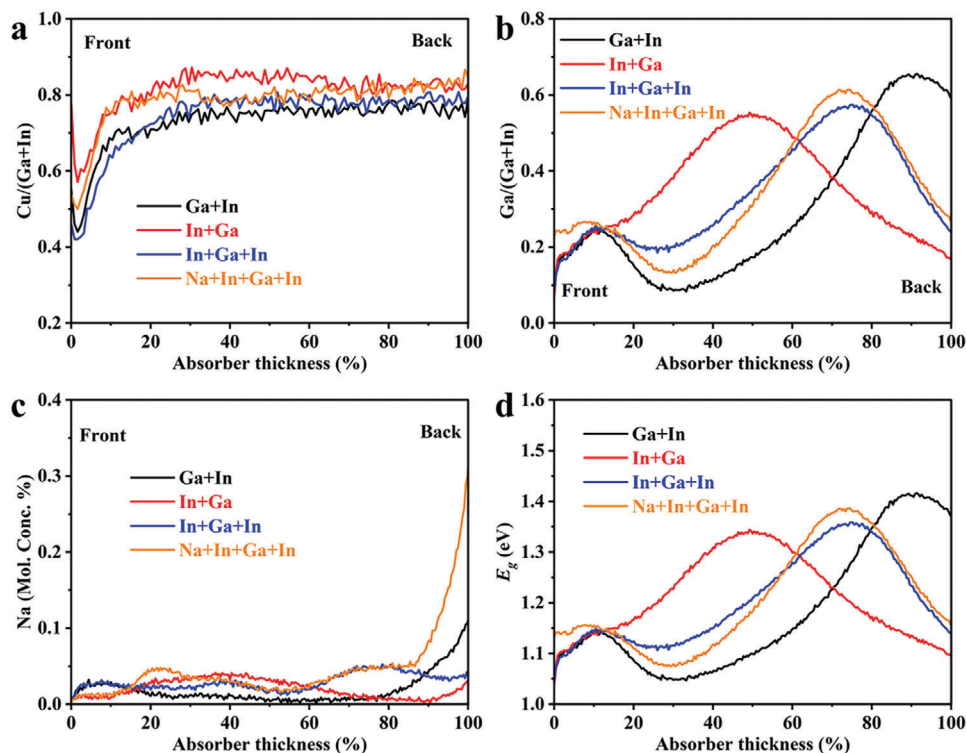 a
Front
Back
Cu/(Ga+In)
1.0
0.8
0.6
0.4
0.2
Ga+In
In+Ga
In+Ga+In
Na+In+Ga+In
0 20 40 60 80 100
Absorber thickness (%)
b
Ga/(Ga+In)
0.8
0.6
0.4
0.2
0.0
Ga+In
In+Ga
In+Ga+In
Na+In+Ga+In
Front
Back
0 20 40 60 80 100
Absorber thickness (%)
c
Front
Back
Na (Mol. Conc. %)
0.4
0.3
0.2
0.1
0.0
Ga+In
In+Ga
In+Ga+In
Na+In+Ga+In
0 20 40 60 80 100
Absorber thickness (%)
d
Eg (eV)
1.6
1.5
1.4
1.3
1.2
1.1
1.0
Ga+In
In+Ga
In+Ga+In
Na+In+Ga+In
0 20 40 60 80 100
Absorber thickness (%)